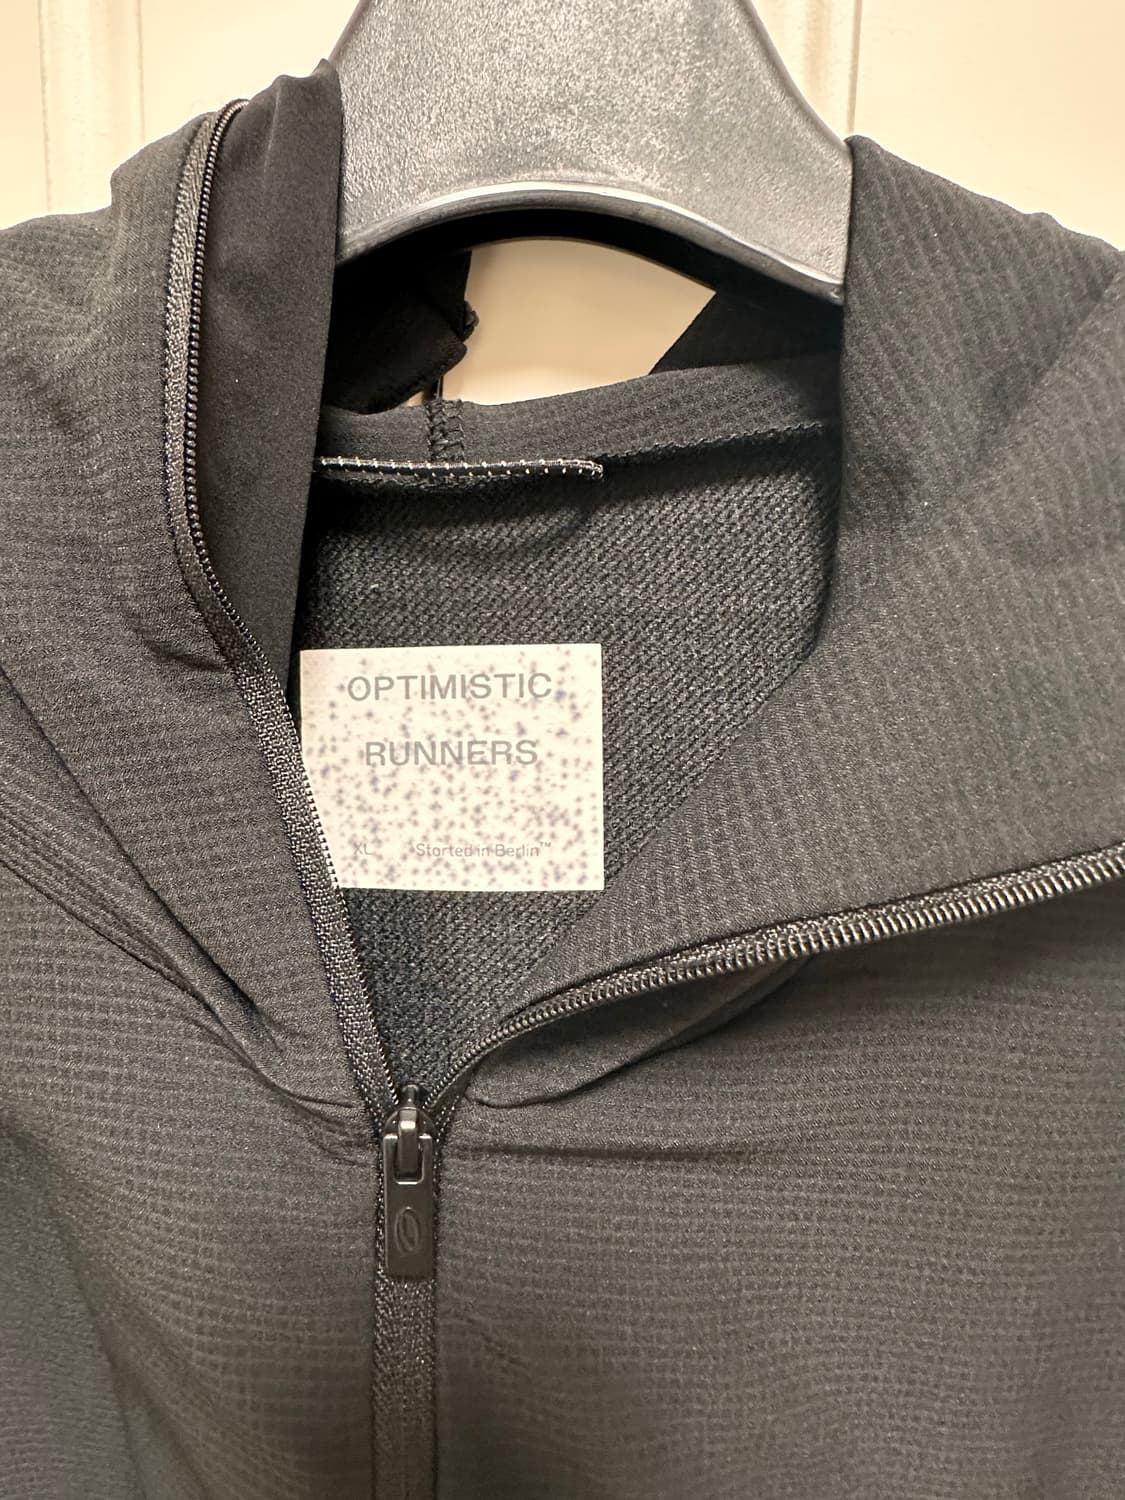 OPTIMISTIC
RUNNERS
XL Started in Berlin™